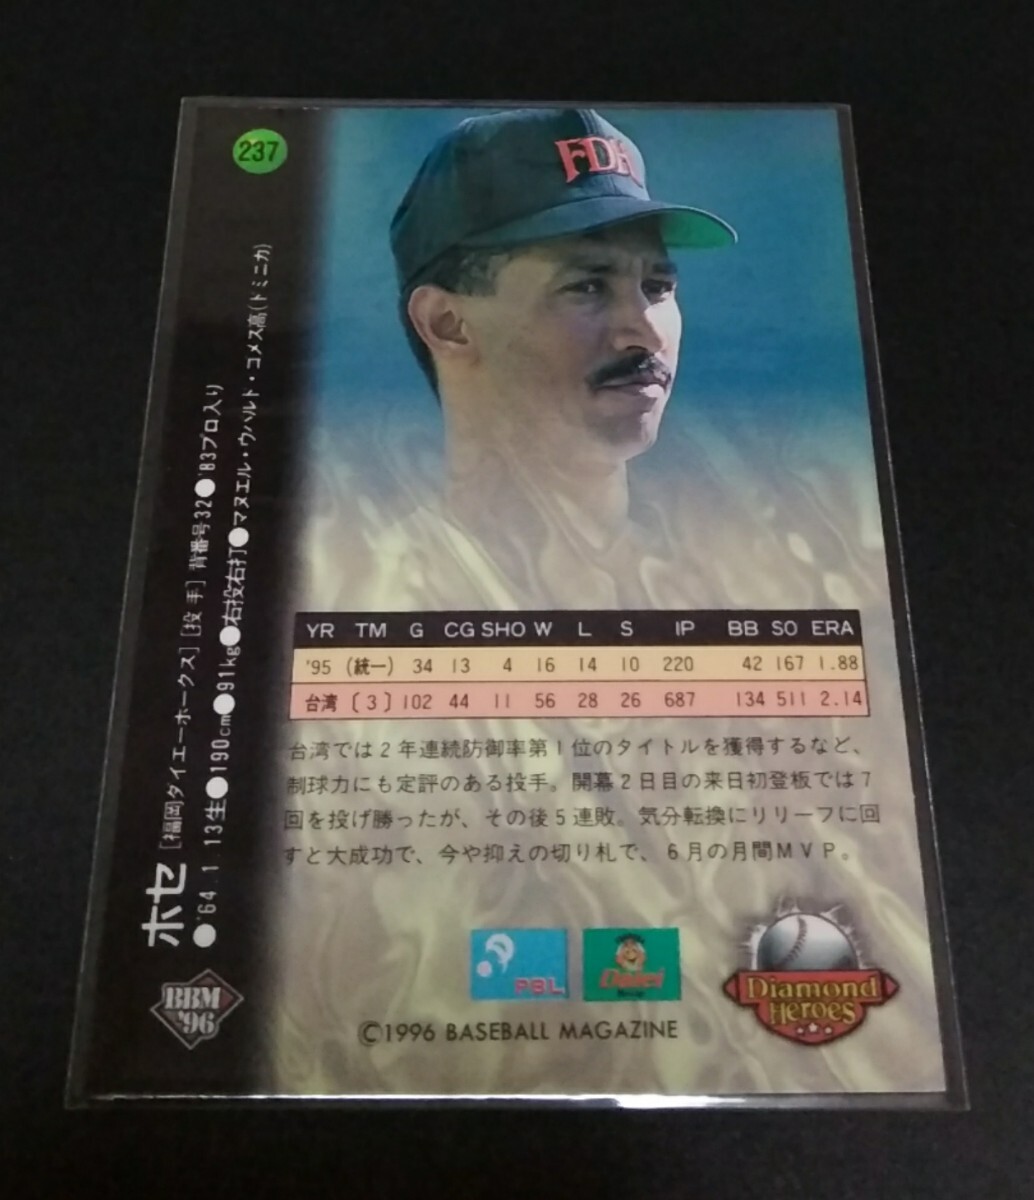 237
FDH
ホセ [福岡ダイエーホークス] [投 手] 背番号32●'83プロ入り
●'64. 1. 13生●190cm●91kg●右投右打●マヌエル・ウバルド・コメス高(ドミニカ)
YR TM G CG SHO W L S IP BB SO ERA
'95 (統一) 34 13 4 16 14 10 220 42 167 1.88
台湾 〔3〕 102 44 11 56 28 26 687 134 511 2.14
台湾では2年連続防御率第1位のタイトルを獲得するなど、
制球力にも定評のある投手。開幕2日目の来日初登板では7
回を投げ勝ったが、その後5連敗。気分転換にリリーフに回
すと大成功で、今や抑えの切り札で、6月の月間MVP。
BBM
'96
PBL
Diamond
Heroes
©1996 BASEBALL MAGAZINE